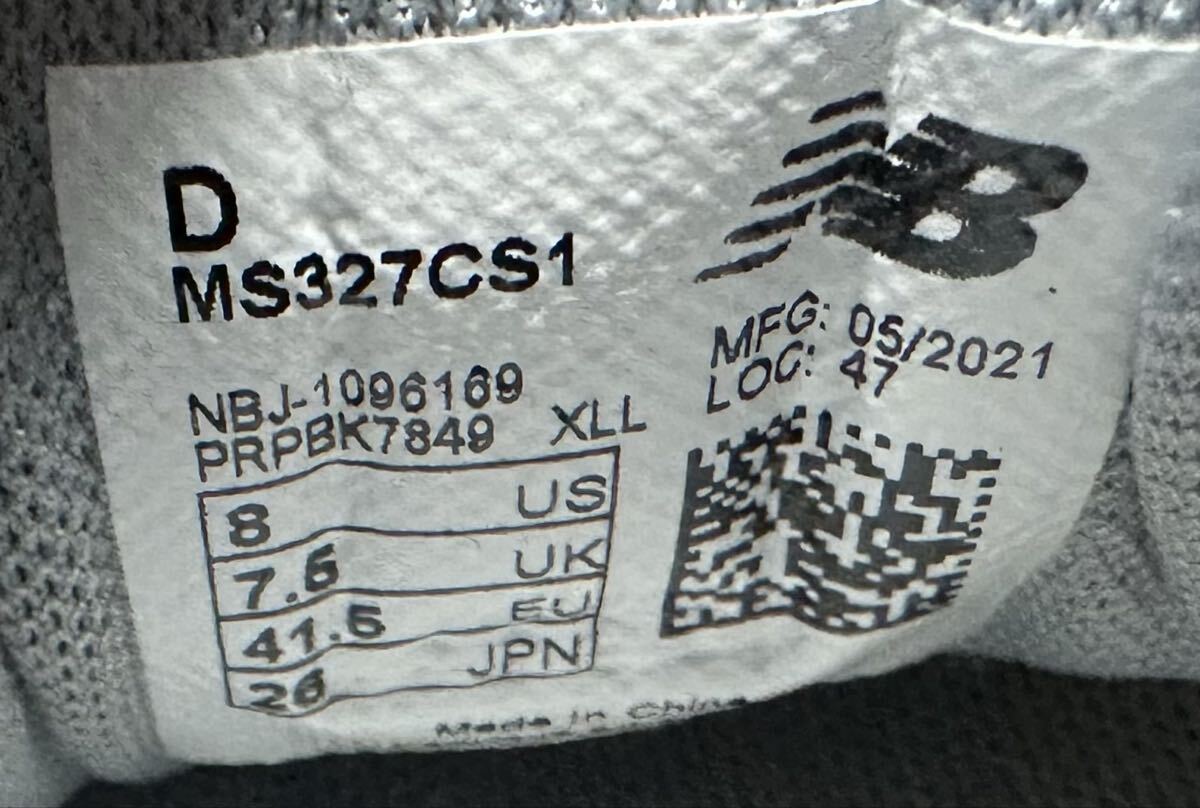 D
MS327CS1
NBJ-1096169
PRPBK7849 XLL
8 US
7.5 UK
41.5 EU
26 JPN
Made in China
MFG: 05/2021
LOC: 47